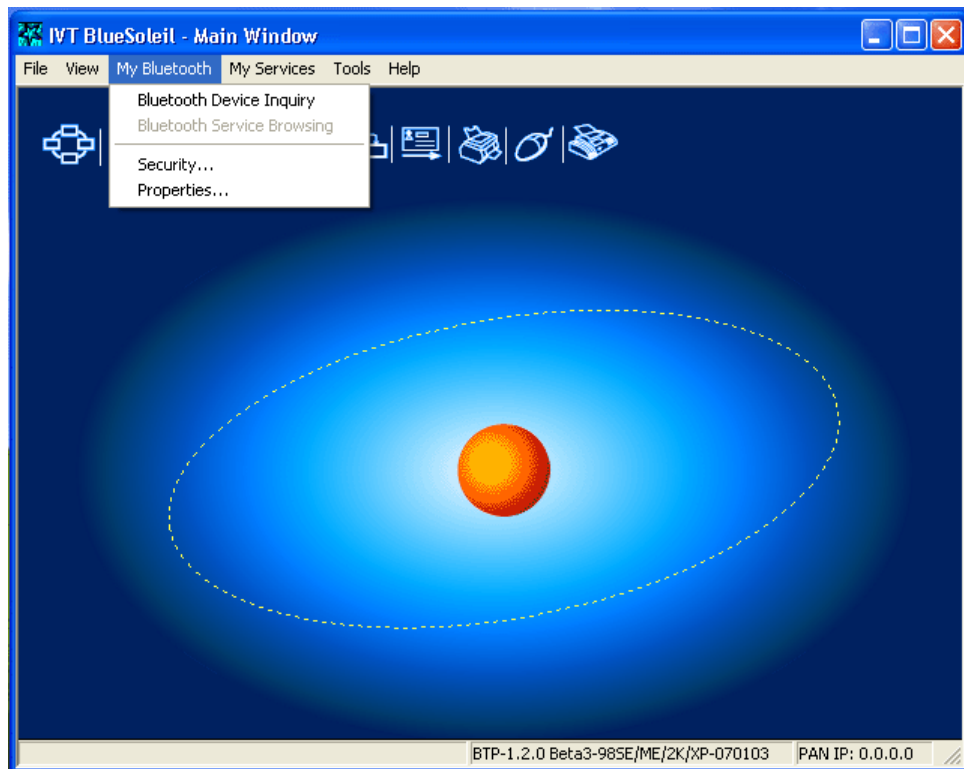 IVT BlueSoleil - Main Window
File View My Bluetooth My Services Tools Help
Bluetooth Device Inquiry
Bluetooth Service Browsing
Security...
Properties...
BTP-1.2.0 Beta3-98SE/ME/2K/XP-070103 PAN IP: 0.0.0.0